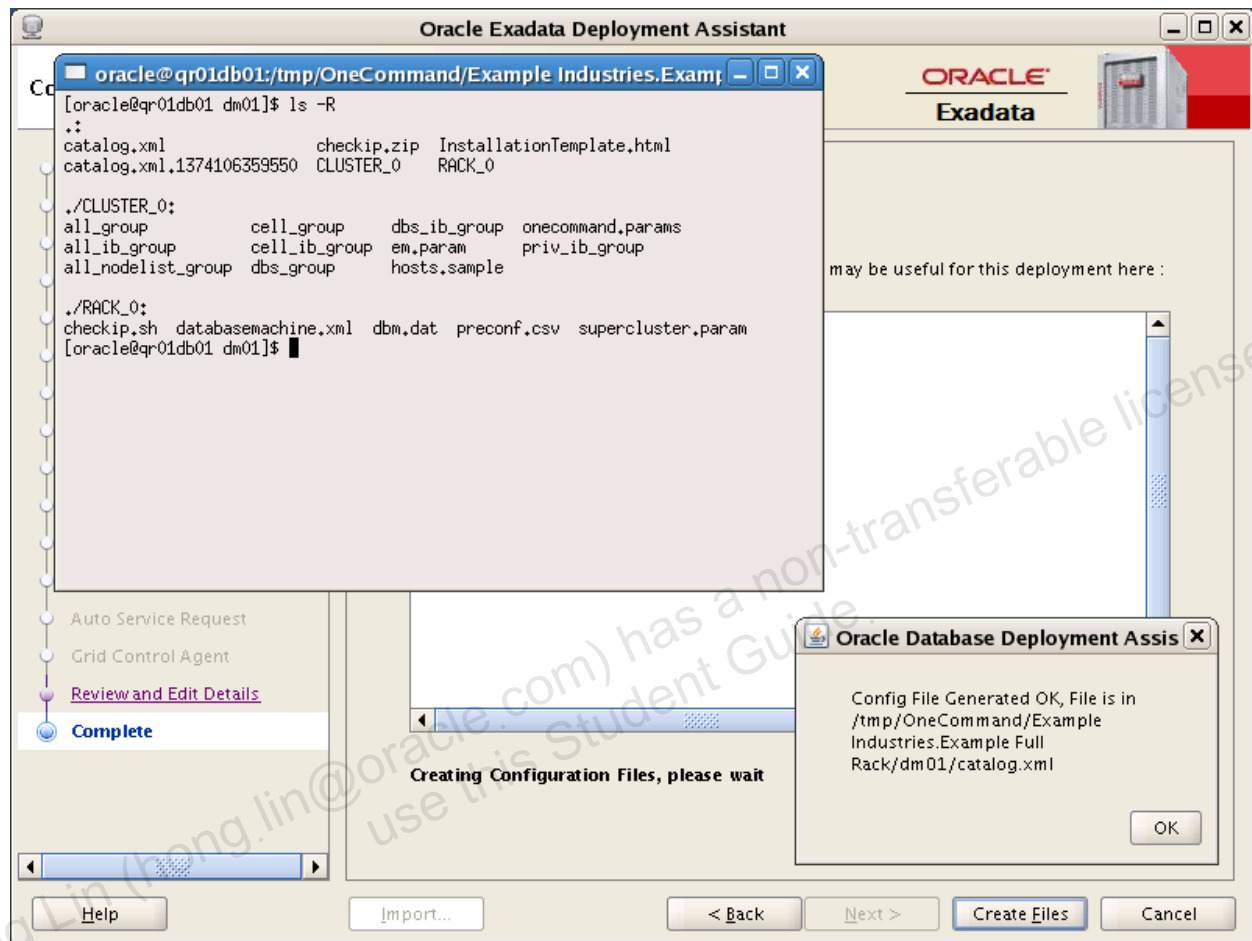 Oracle Exadata Deployment Assistant
oracle@qr01db01:/tmp/OneCommand/Example Industries.Examp
[oracle@qr01db01 dm01]$ ls -R
.:
catalog.xml checkip.zip InstallationTemplate.html
catalog.xml.1374106359550 CLUSTER_0 RACK_0
./CLUSTER_0:
all_group cell_group dbs_ib_group onecommand.params
all_ib_group cell_ib_group em.param priv_ib_group
all_nodelist_group dbs_group hosts.sample
./RACK_0:
checkip.sh databasemachine.xml dbm.dat preconf.csv supercluster.param
[oracle@qr01db01 dm01]$
ORACLE
Exadata
may be useful for this deployment here :
Auto Service Request
Grid Control Agent
Review and Edit Details
Complete
Creating Configuration Files, please wait
Oracle Database Deployment Assis
Config File Generated OK, File is in
/tmp/OneCommand/Example
Industries.Example Full
Rack/dm01/catalog.xml
OK
Help
Import...
< Back
Next >
Create Files
Cancel
Lin (hong.lin@oracle.com) has a non-transferable license
use this Student Guide.